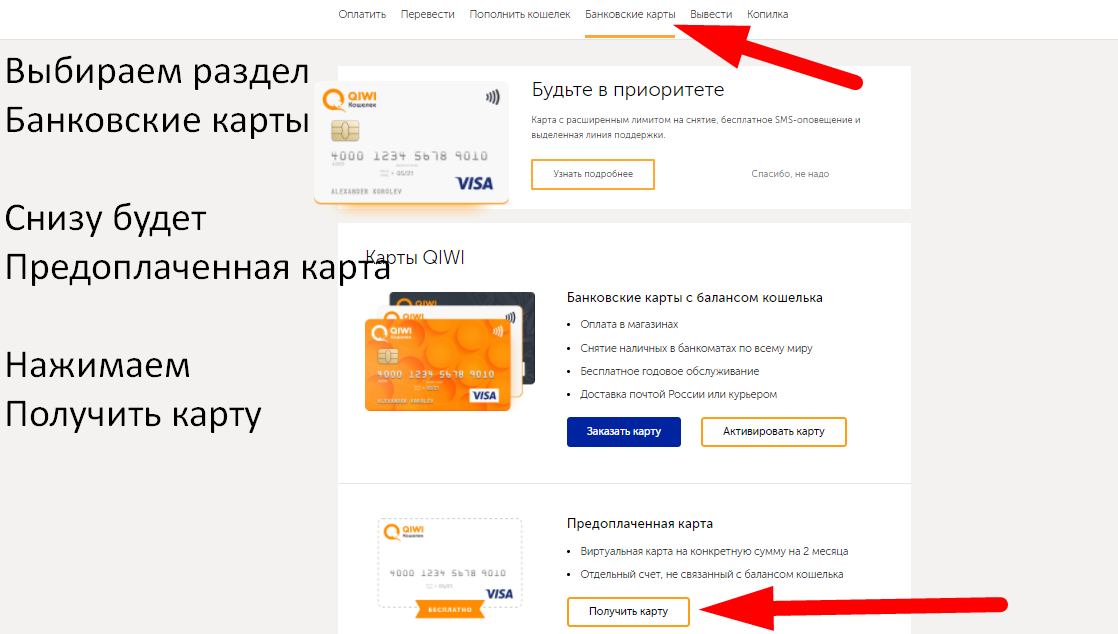 Оплатить Перевести Пополнить кошелек Банковские карты Вывести Копилка
Выбираем раздел
Банковские карты
Снизу будет
Предоплаченная карта
Нажимаем
Получить карту
QIWI
Кошелек
4000 1234 5678 9010
05/21
ALEXANDER KOROLEV
VISA
Будьте в приоритете
Карта с расширенным лимитом на снятие, бесплатное SMS-оповещение и
выделенная линия поддержки.
Узнать подробнее Спасибо, не надо
Карты QIWI
QIWI
QIWI
QIWI
Кошелек
4000 1234 5678 9010
ALEXANDER KOROLEV
VISA
Банковские карты с балансом кошелька
• Оплата в магазинах
• Снятие наличных в банкоматах по всему миру
• Бесплатное годовое обслуживание
• Доставка почтой России или курьером
Заказать карту Активировать карту
QIWI
Кошелек
4000 1234 5678 9010
VISA
БЕСПЛАТНО
Предоплаченная карта
• Виртуальная карта на конкретную сумму на 2 месяца
• Отдельный счет, не связанный с балансом кошелька
Получить карту